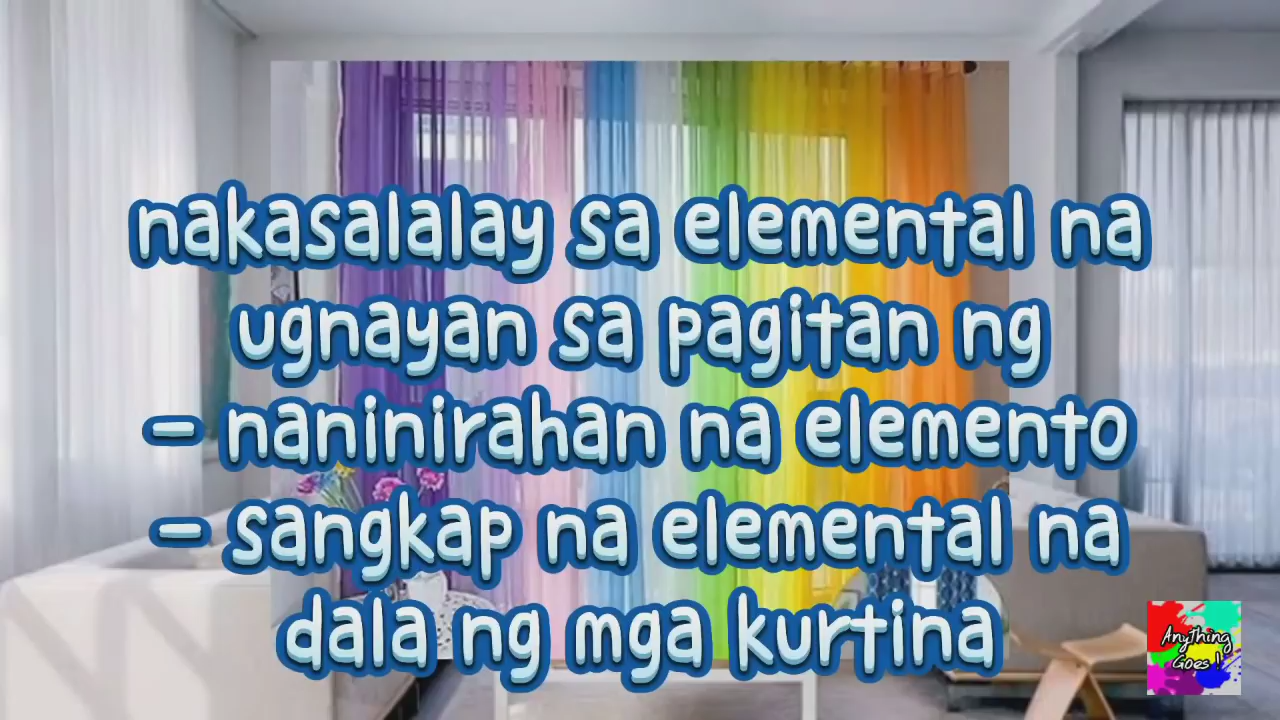 nakasalalay sa elemental na
ugnayan sa pagitan ng
- naninirahan na elemento
- sangkap na elemental na
dala ng mga kurtina
Anything
Goes!